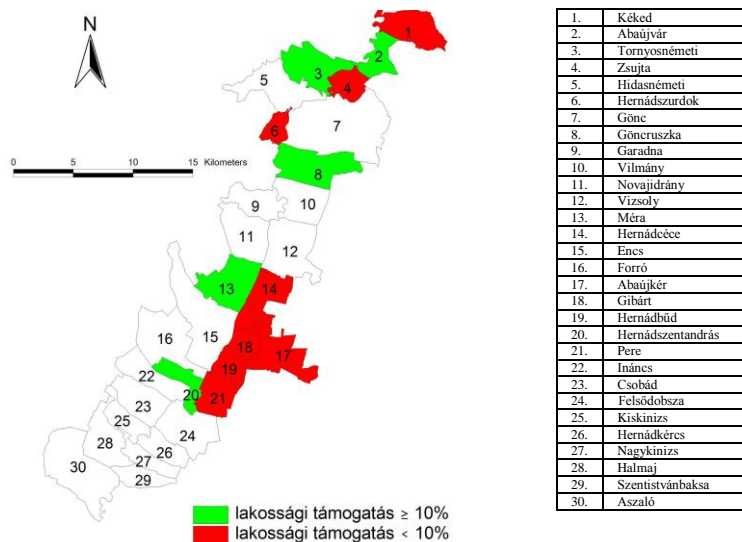 N
0 5 10 15 Kilometers
1
2
3
4
5
6
7
8
9
10
11
12
13
14
15
16
17
18
19
20
21
22
23
24
25
26
27
28
29
30
lakossági támogatás ≥ 10%
lakossági támogatás < 10%
1. Kéked
2. Abaújvár
3. Tornyosnémeti
4. Zsujta
5. Hidasnémeti
6. Hernádszurdok
7. Gönc
8. Göncruszka
9. Garadna
10. Vilmány
11. Novajidrány
12. Vizsoly
13. Méra
14. Hernádcéce
15. Encs
16. Forró
17. Abaújkér
18. Gibárt
19. Hernádbűd
20. Hernádszentandrás
21. Pere
22. Ináncs
23. Csobád
24. Felsődobsza
25. Kiskinizs
26. Hernádkércs
27. Nagykinizs
28. Halmaj
29. Szentistvánbaksa
30. Aszaló